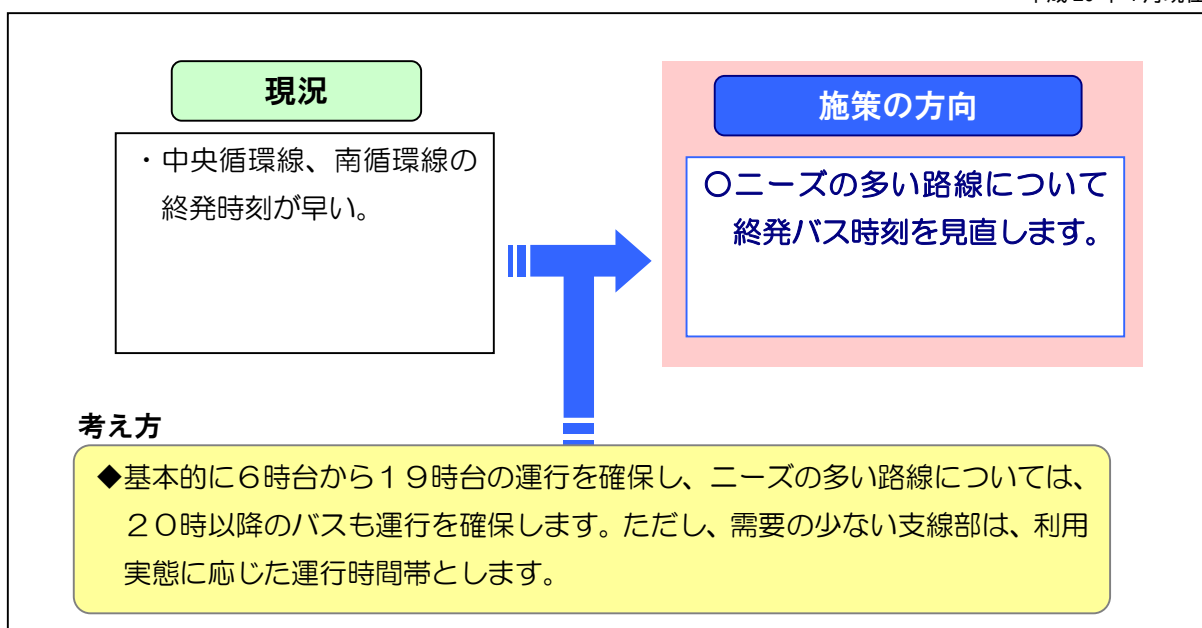 現況
施策の方向
・中央循環線、南循環線の
終発時刻が早い。
〇ニーズの多い路線について
終発バス時刻を見直します。
考え方
◆基本的に６時台から１９時台の運行を確保し、ニーズの多い路線については、
２０時以降のバスも運行を確保します。ただし、需要の少ない支線部は、利用
実態に応じた運行時間帯とします。